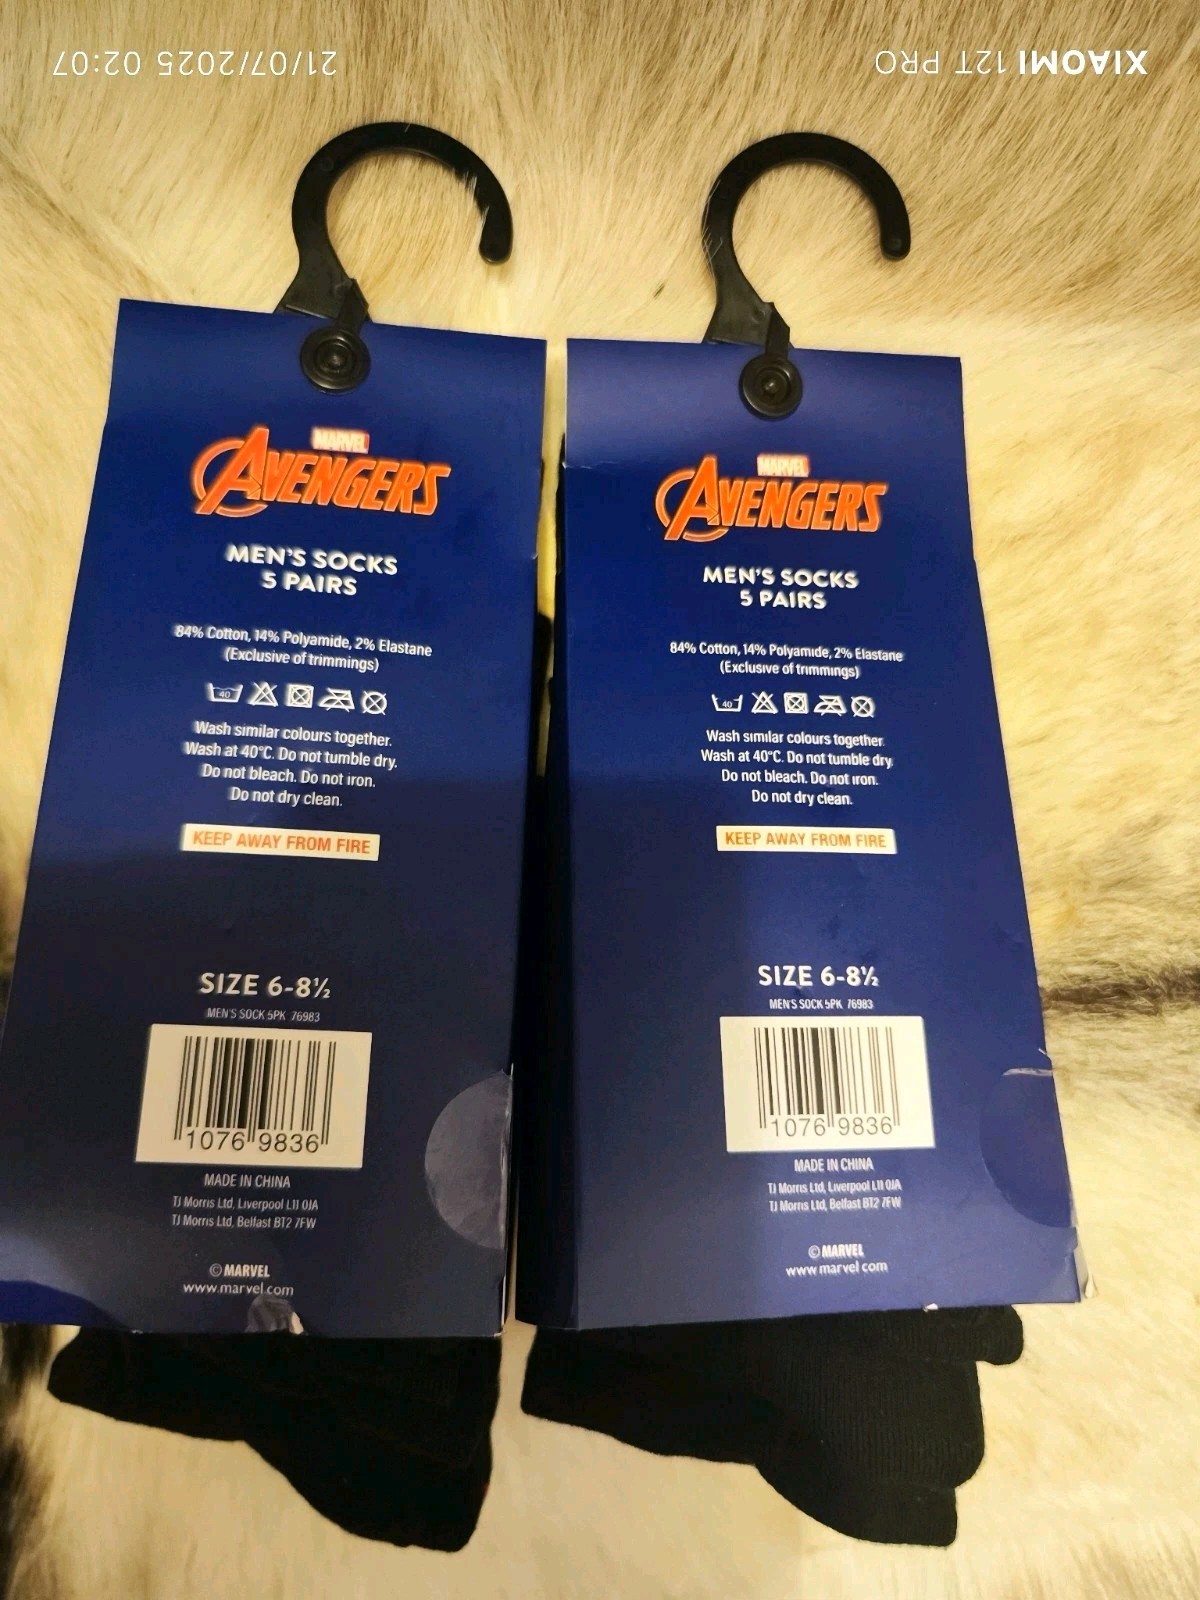 21/07/2025 02:07
XIAOMI 12T PRO
MARVEL
AVENGERS
MEN'S SOCKS
5 PAIRS
84% Cotton, 14% Polyamide, 2% Elastane
(Exclusive of trimmings)
40
Wash similar colours together.
Wash at 40°C. Do not tumble dry.
Do not bleach. Do not iron.
Do not dry clean.
KEEP AWAY FROM FIRE
SIZE 6-8½
MEN'S SOCK 5PK 76983
1076 9836
MADE IN CHINA
TJ Morris Ltd, Liverpool L11 0JA
TJ Morris Ltd, Belfast BT2 7FW
© MARVEL
www.marvel.com
MARVEL
AVENGERS
MEN'S SOCKS
5 PAIRS
84% Cotton, 14% Polyamide, 2% Elastane
(Exclusive of trimmings)
40
Wash similar colours together.
Wash at 40°C. Do not tumble dry.
Do not bleach. Do not iron.
Do not dry clean.
KEEP AWAY FROM FIRE
SIZE 6-8½
MEN'S SOCK 5PK 76983
1076 9836
MADE IN CHINA
TJ Morris Ltd, Liverpool L11 0JA
TJ Morris Ltd, Belfast BT2 7FW
© MARVEL
www.marvel.com